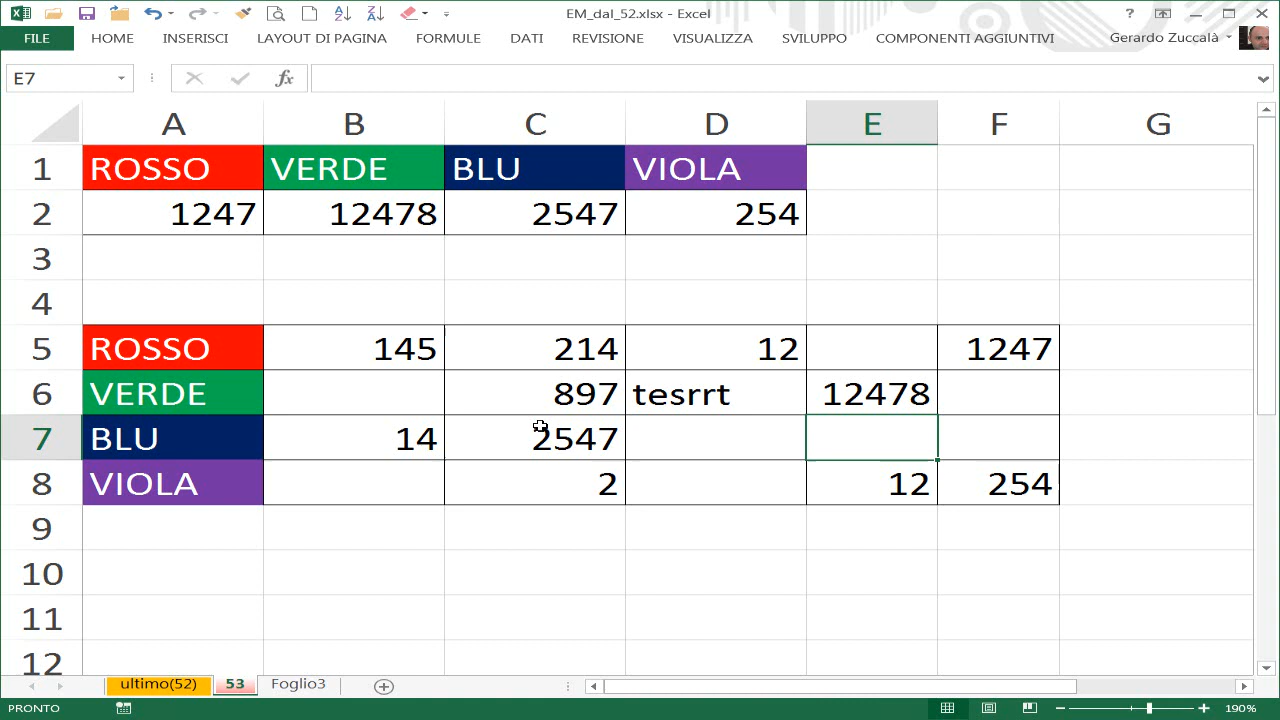 EM_dal_52.xlsx - Excel
?
FILE HOME INSERISCI LAYOUT DI PAGINA FORMULE DATI REVISIONE VISUALIZZA SVILUPPO COMPONENTI AGGIUNTIVI Gerardo Zuccalà
E7 fx
A B C D E F G
1 ROSSO VERDE BLU VIOLA
2 1247 12478 2547 254
3
4
5 ROSSO 145 214 12 1247
6 VERDE 897 tesrrt 12478
7 BLU 14 2547
8 VIOLA 2 12 254
9
10
11
12
ultimo(52) 53 Foglio3
PRONTO 190%